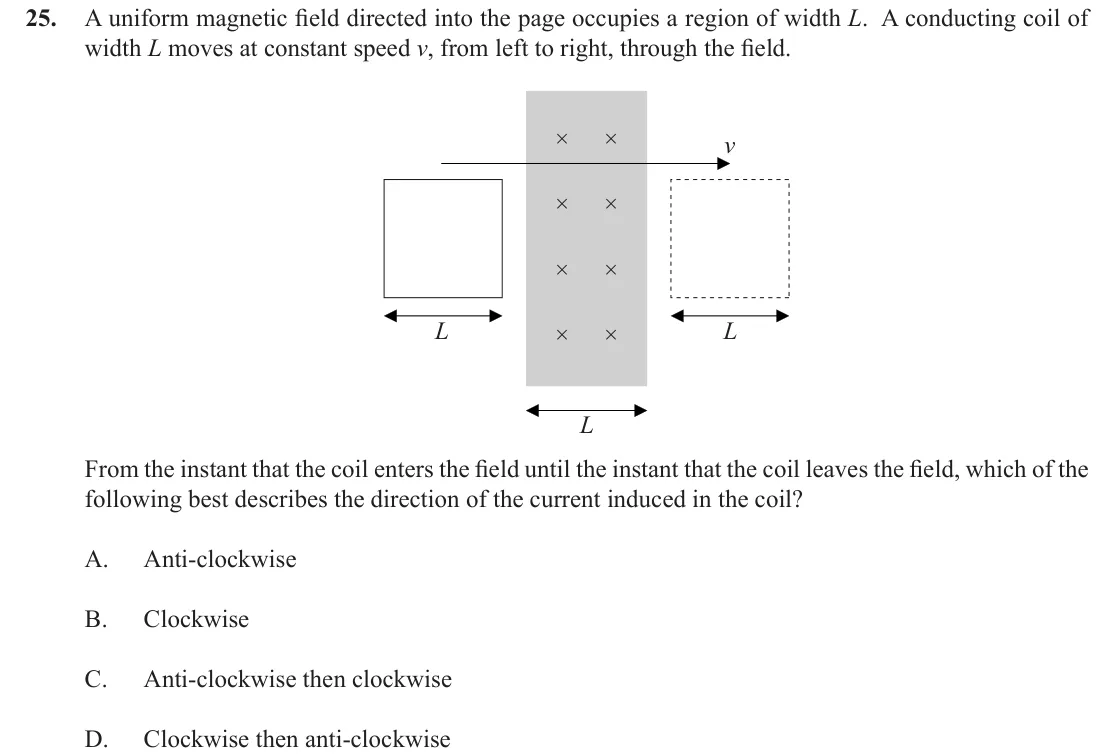 25. A uniform magnetic field directed into the page occupies a region of width L. A conducting coil of
width L moves at constant speed v, from left to right, through the field.
× ×
v
× ×
× ×
L
× ×
L
L
From the instant that the coil enters the field until the instant that the coil leaves the field, which of the
following best describes the direction of the current induced in the coil?
A. Anti-clockwise
B. Clockwise
C. Anti-clockwise then clockwise
D. Clockwise then anti-clockwise